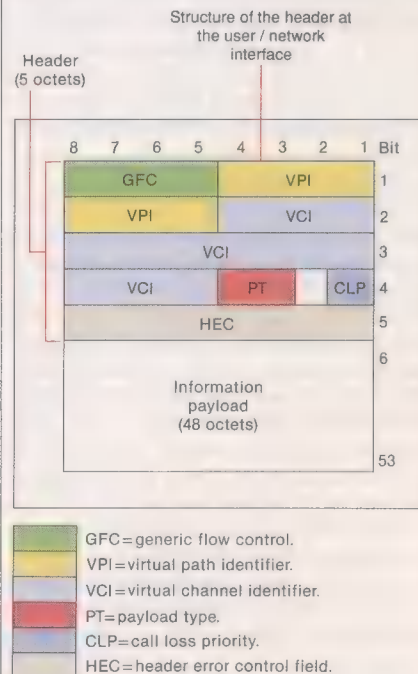 Structure of the header at
the user / network
interface
Header
(5 octets)
8 7 6 5 4 3 2 1 Bit
GFC VPI 1
VPI VCI 2
VCI 3
VCI PT CLP 4
HEC 5
6
Information
payload
(48 octets)
53
GFC=generic flow control.
VPI=virtual path identifier.
VCI=virtual channel identifier.
PT=payload type.
CLP=call loss priority.
HEC=header error control field.